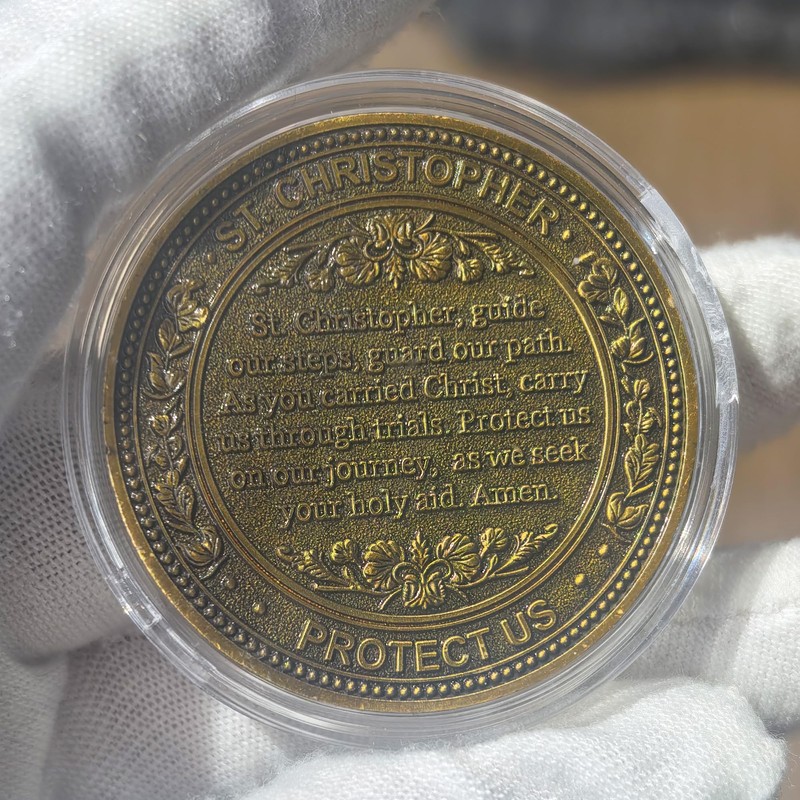 ST. CHRISTOPHER
St. Christopher, guide
our steps, guard our path.
As you carried Christ, carry
us through trials. Protect us
on our journey, as we seek
your holy aid. Amen.
PROTECT US